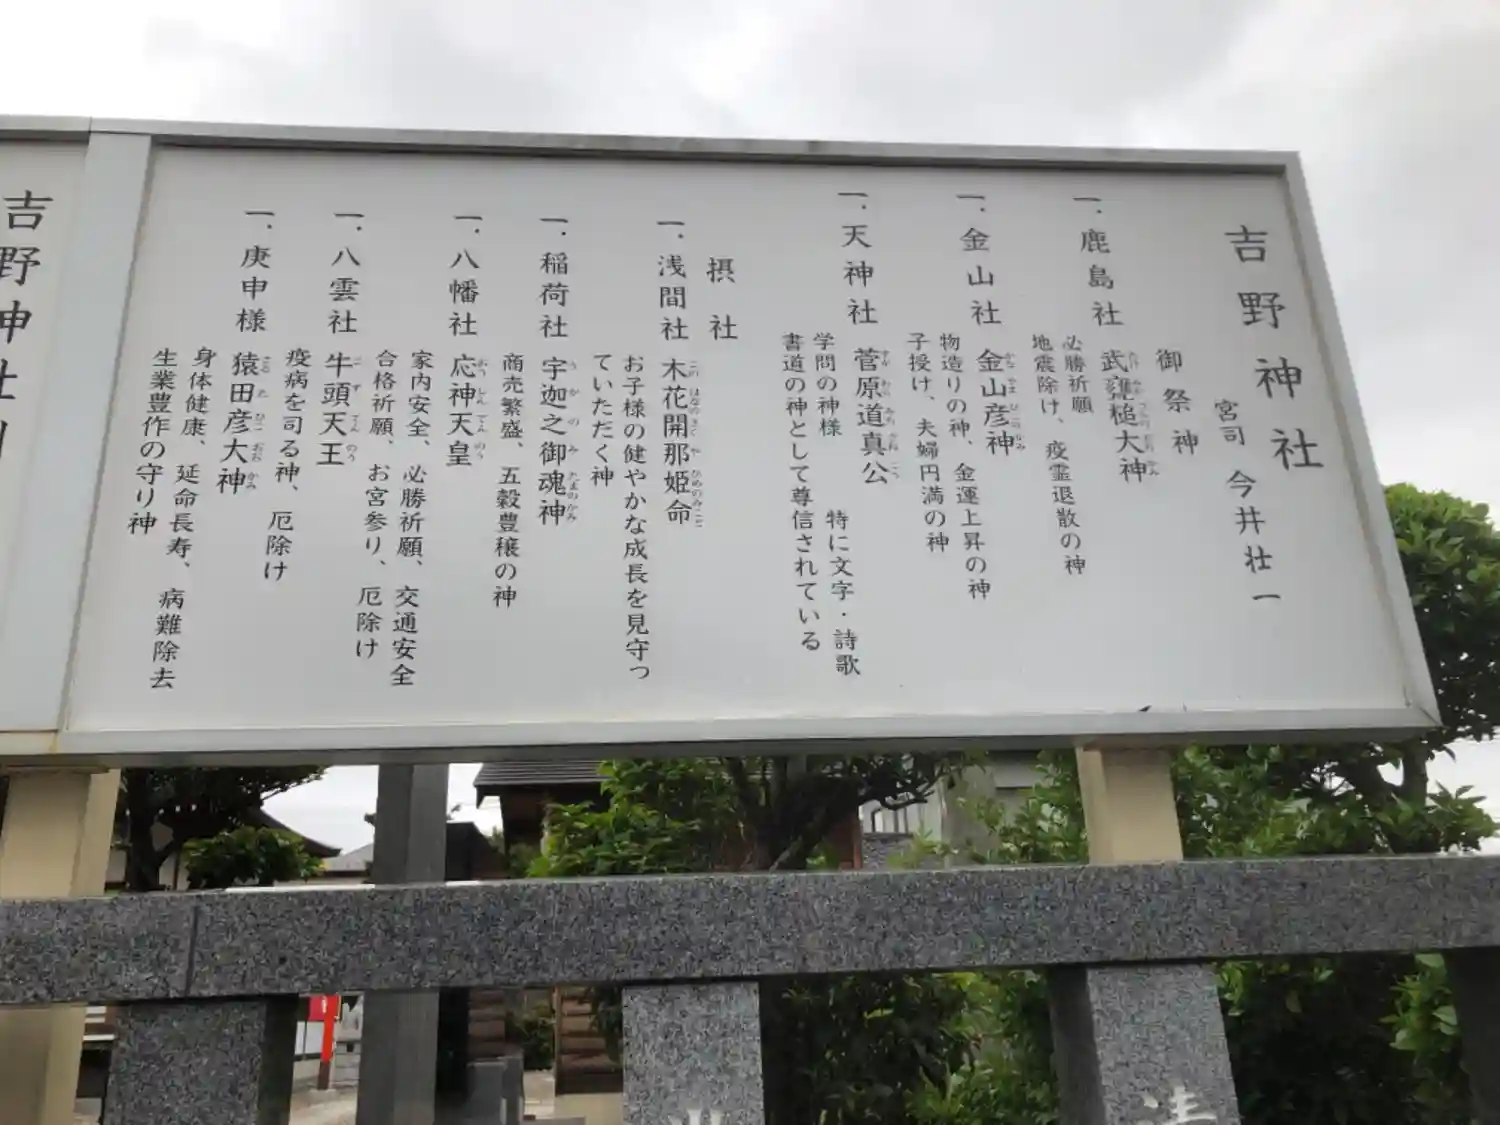 吉野神社
宮司 今井壮一
御祭神
一.鹿島社 武甕槌大神
必勝祈願
地震除け、疫霊退散の神
一.金山社 金山彦神
物造りの神、金運上昇の神
子授け、夫婦円満の神
一.天神社 菅原道真公
学問の神様 特に文字・詩歌
書道の神として尊信されている
摂社
一.浅間社 木花開那姫命
お子様の健やかな成長を見守っ
ていただく神
一.稲荷社 宇迦之御魂神
商売繁盛、五穀豊穣の神
一.八幡社 応神天皇
家内安全、必勝祈願、交通安全
合格祈願、お宮参り、厄除け
一.八雲社 牛頭天王
疫病を司る神、厄除け
一.庚申様 猿田彦大神
身体健康、延命長寿、病難除去
生業豊作の守り神
吉野神社